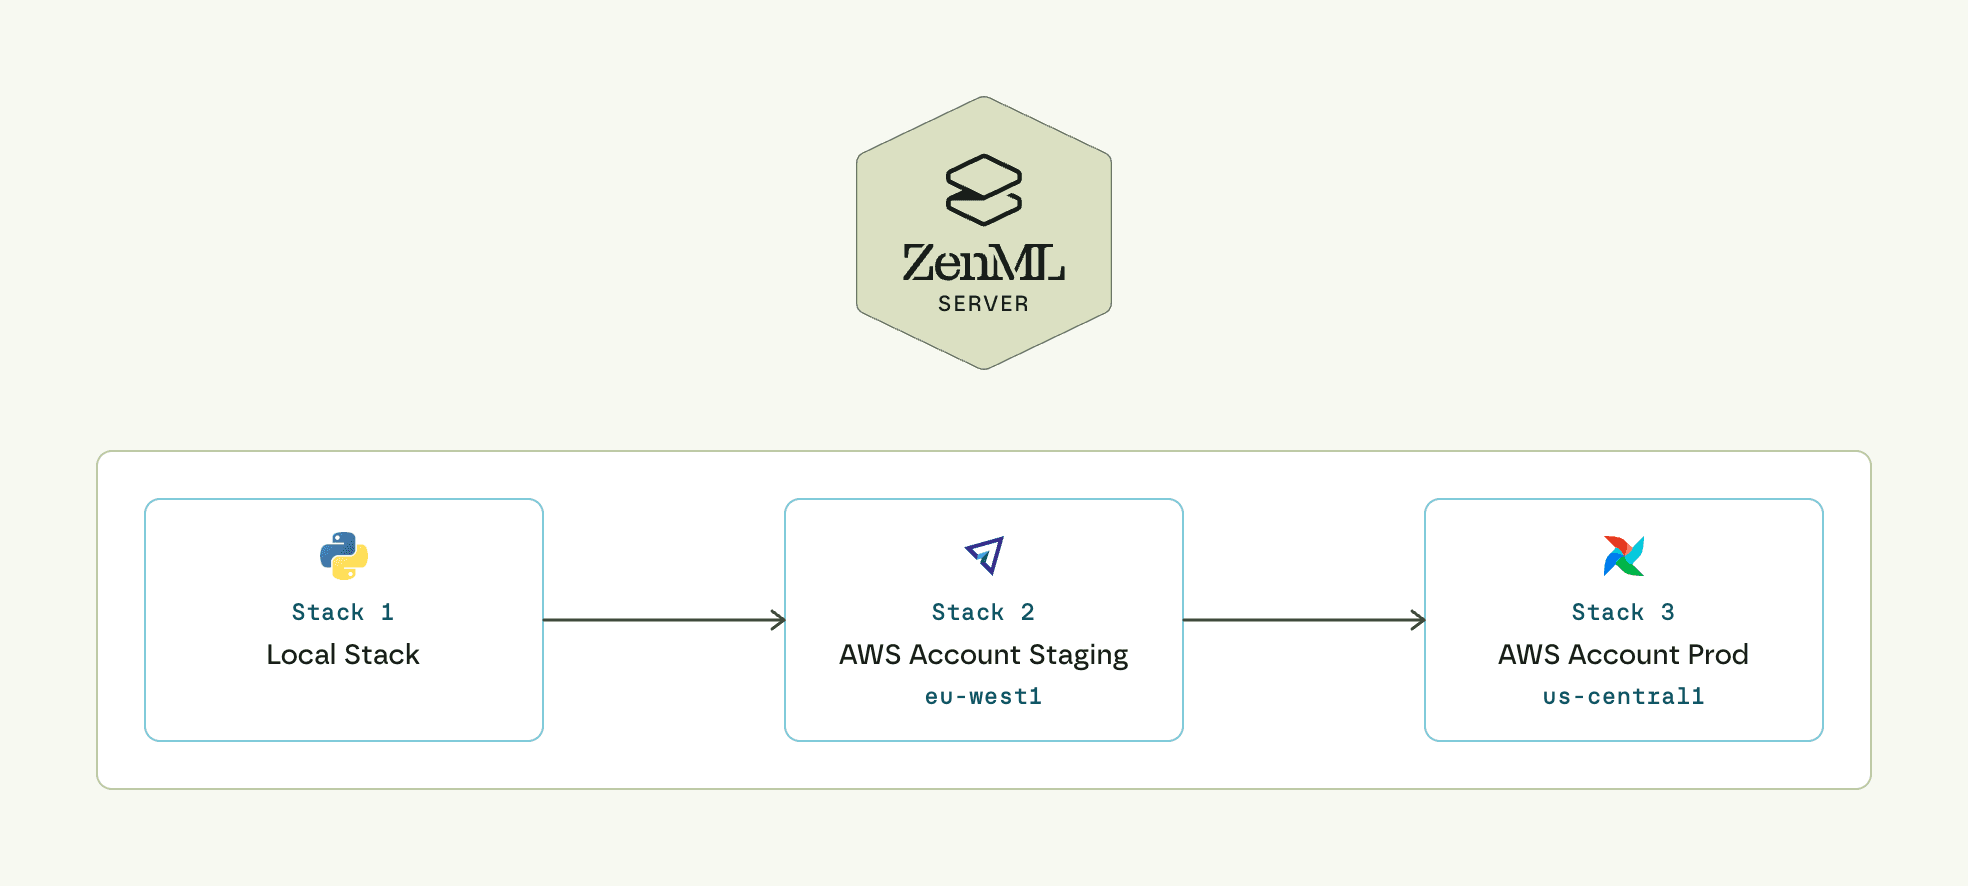 ZenML
SERVER
Stack 1
Local Stack
Stack 2
AWS Account Staging
eu-west1
Stack 3
AWS Account Prod
us-central1